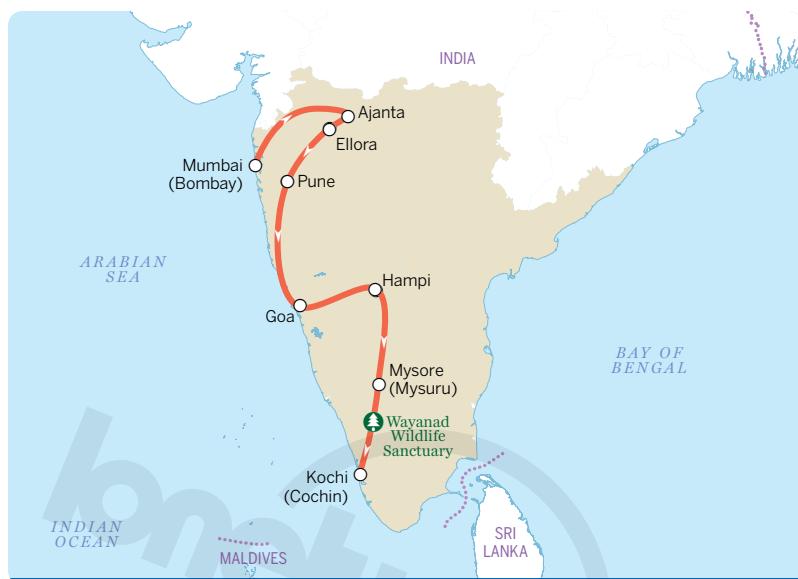 INDIA
Ajanta
Ellora
Mumbai
(Bombay)
Pune
ARABIAN
SEA
Hampi
Goa
BAY OF
BENGAL
Mysore
(Mysuru)
Wayanad
Wildlife
Sanctuary
Kochi
(Cochin)
INDIAN
OCEAN
MALDIVES
SRI
LANKA